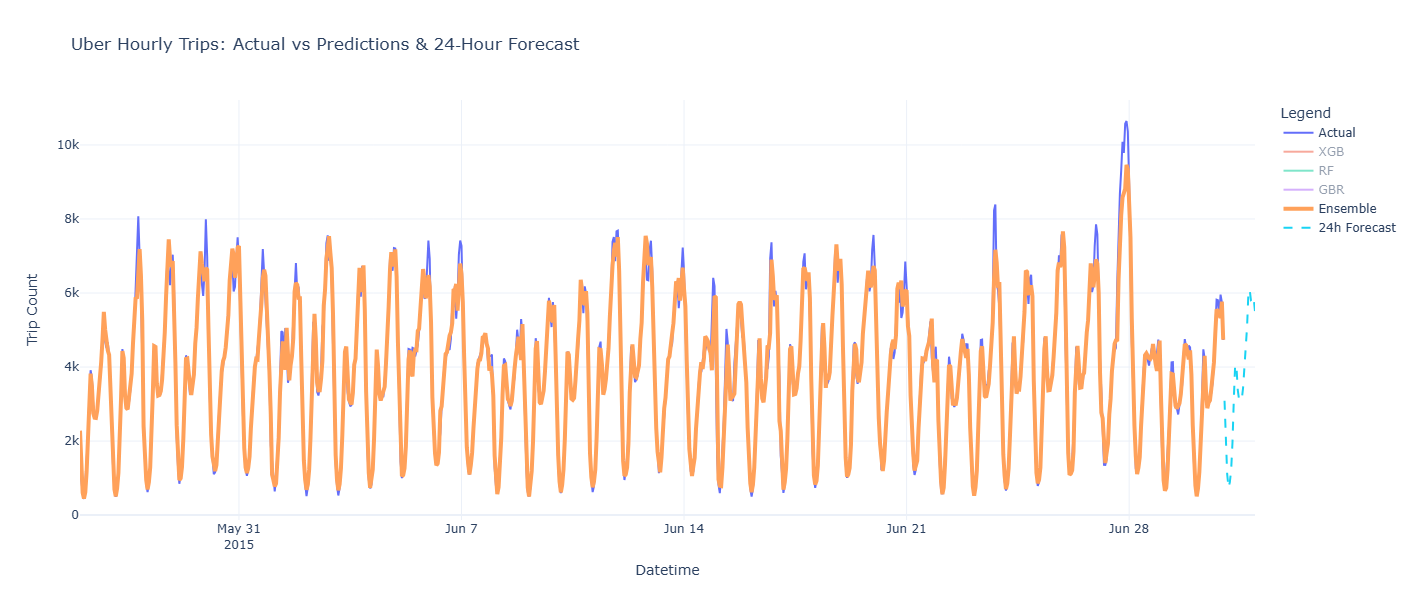 Uber Hourly Trips: Actual vs Predictions & 24-Hour Forecast
Legend
Actual
XGB
RF
GBR
Ensemble
24h Forecast
Trip Count
10k
8k
6k
4k
2k
0
May 31
2015
Jun 7
Jun 14
Jun 21
Jun 28
Datetime